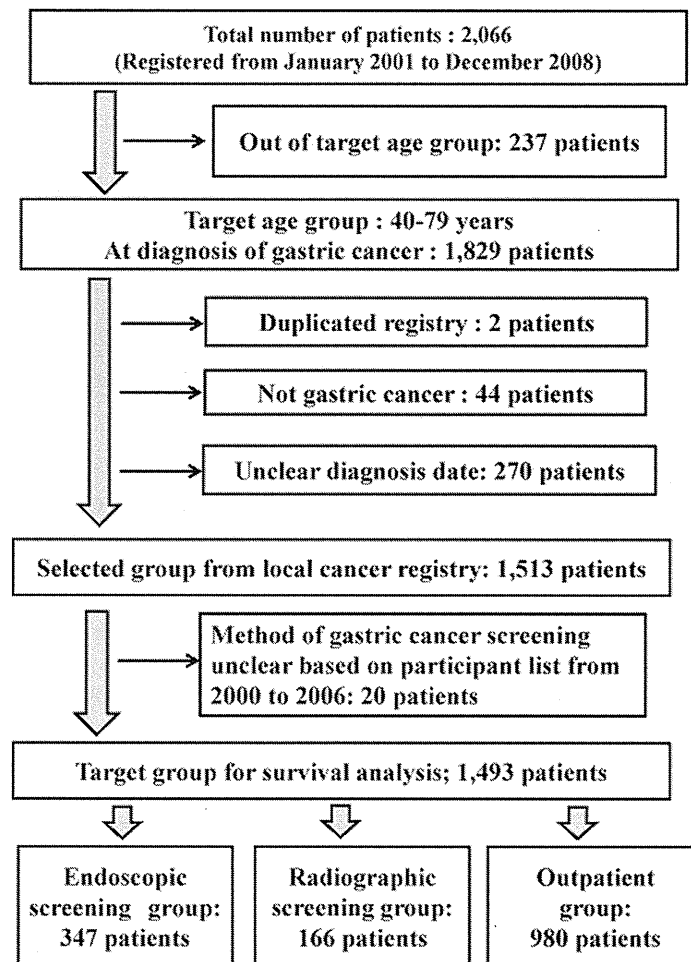 Total number of patients : 2,066
(Registered from January 2001 to December 2008)
Out of target age group: 237 patients
Target age group : 40-79 years
At diagnosis of gastric cancer : 1,829 patients
Duplicated registry : 2 patients
Not gastric cancer : 44 patients
Unclear diagnosis date: 270 patients
Selected group from local cancer registry: 1,513 patients
Method of gastric cancer screening
unclear based on participant list from
2000 to 2006: 20 patients
Target group for survival analysis; 1,493 patients
Endoscopic
screening group:
347 patients
Radiographic
screening group:
166 patients
Outpatient
group:
980 patients